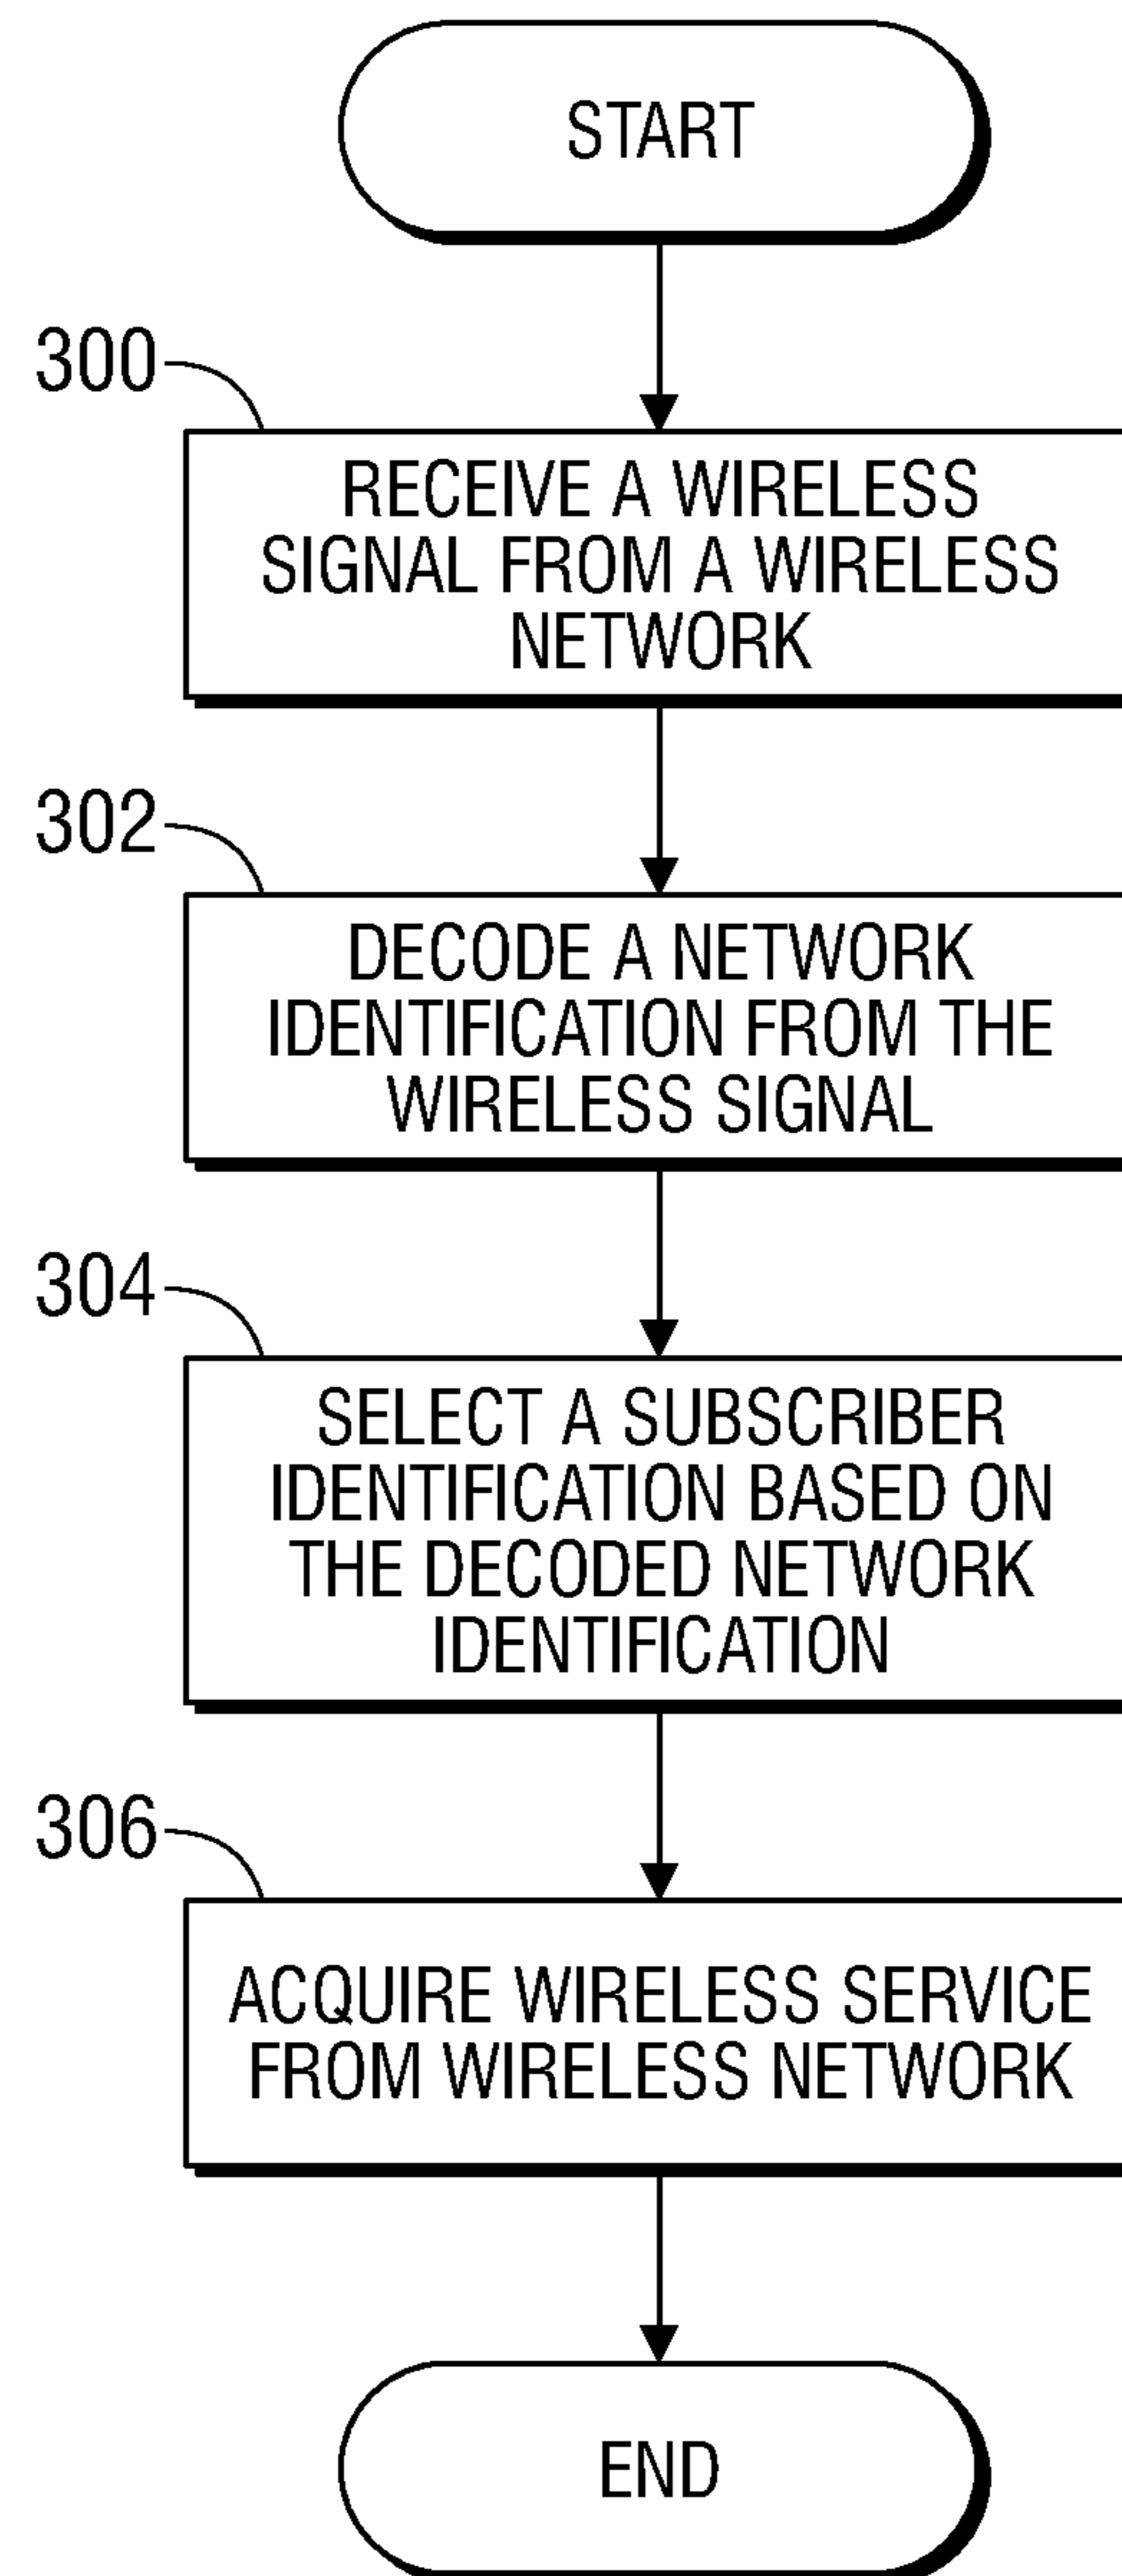 START
300
RECEIVE A WIRELESS
SIGNAL FROM A WIRELESS
NETWORK
302
DECODE A NETWORK
IDENTIFICATION FROM THE
WIRELESS SIGNAL
304
SELECT A SUBSCRIBER
IDENTIFICATION BASED ON
THE DECODED NETWORK
IDENTIFICATION
306
ACQUIRE WIRELESS SERVICE
FROM WIRELESS NETWORK
END